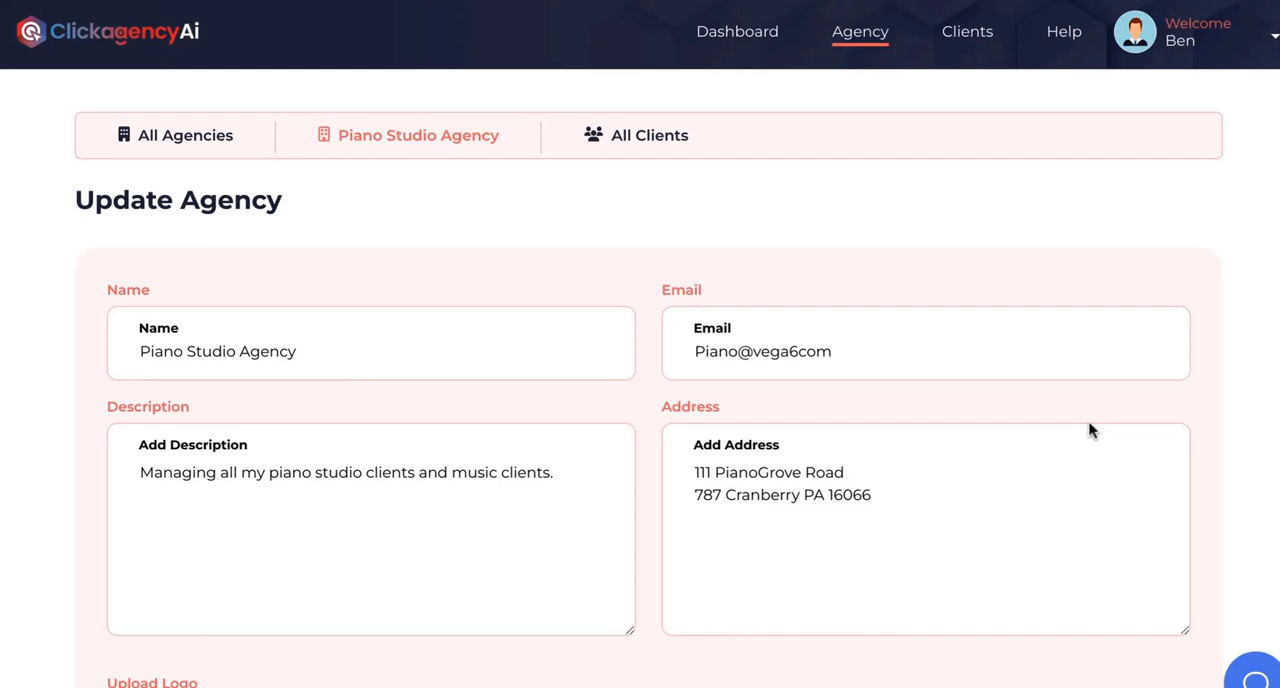 ClickagencyAi
Dashboard
Agency
Clients
Help
Welcome
Ben
All Agencies
Piano Studio Agency
All Clients
Update Agency
Name
Email
Name
Piano Studio Agency
Email
Piano@vega6com
Description
Address
Add Description
Managing all my piano studio clients and music clients.
Add Address
111 PianoGrove Road
787 Cranberry PA 16066
Upload Logo